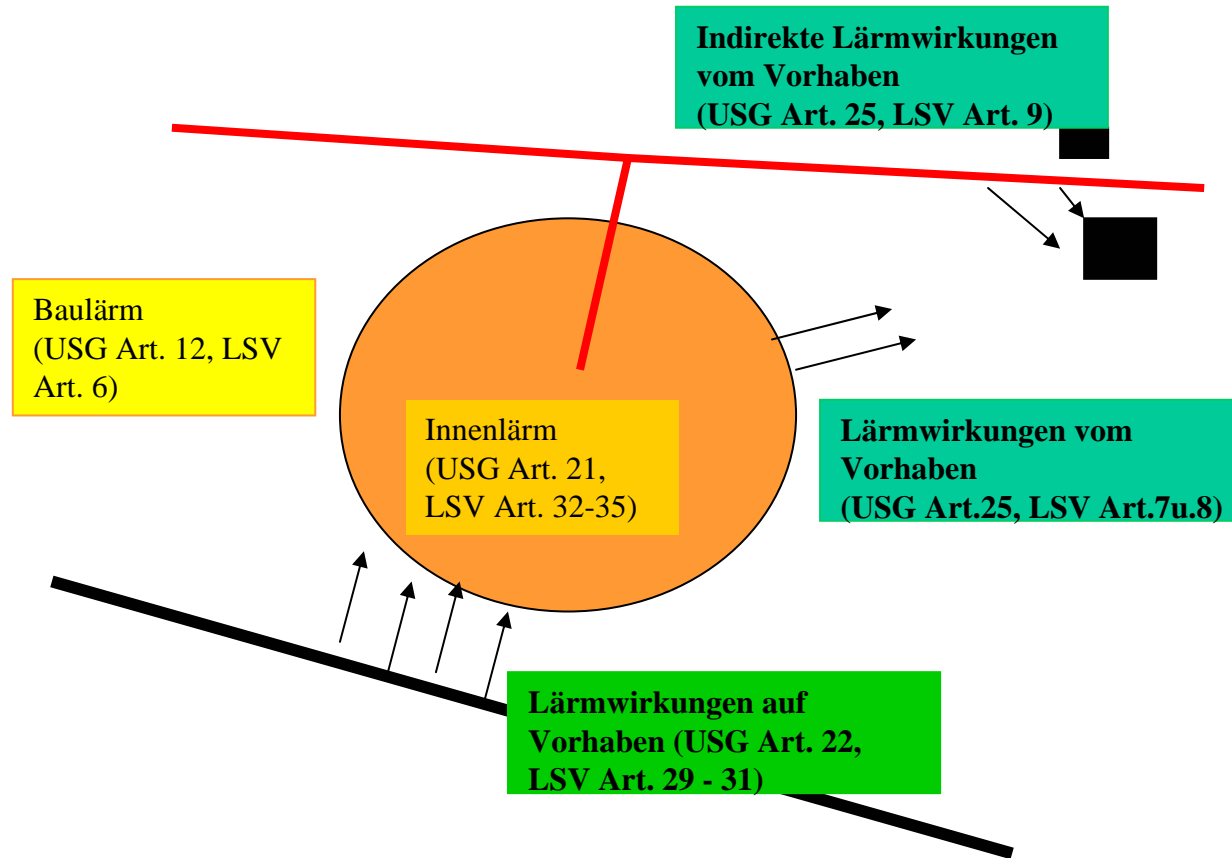 Indirekte Lärmwirkungen
vom Vorhaben
(USG Art. 25, LSV Art. 9)
Baulärm
(USG Art. 12, LSV
Art. 6)
Innenlärm
(USG Art. 21,
LSV Art. 32-35)
Lärmwirkungen vom
Vorhaben
(USG Art.25, LSV Art.7u.8)
Lärmwirkungen auf
Vorhaben (USG Art. 22,
LSV Art. 29 - 31)